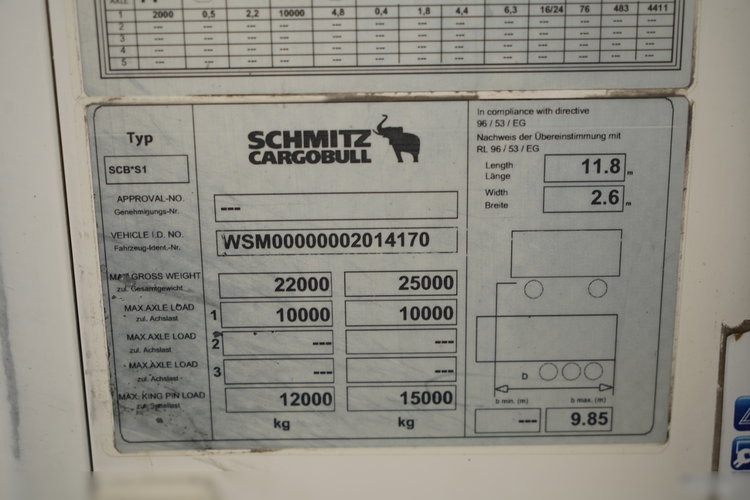 AXLE
1 2000 0,5 2,2 10000 4,8 0,4 1,8 4,4 6,3 16/24 76 483 4411
2 --- --- --- --- --- --- --- --- --- --- --- --- ---
3 --- --- --- --- --- --- --- --- --- --- --- --- ---
4 --- --- --- --- --- --- --- --- --- --- --- --- ---
5 --- --- --- --- --- --- --- --- --- --- --- --- ---
Typ
SCB*S1
SCHMITZ
CARGOBULL
In compliance with directive
96 / 53 / EG
Nachweis der Übereinstimmung mit
RL 96 / 53 / EG
Length
Länge
11.8 m
Width
Breite
2.6 m
APPROVAL-NO.
Genehmigungs-Nr.
---
VEHICLE I.D. NO.
Fahrzeug-Ident.-Nr.
WSM00000002014170
MAX. GROSS WEIGHT
zul. Gesamtgewicht
22000 25000
MAX.AXLE LOAD
zul. Achslast
1 10000 10000
MAX.AXLE LOAD
zul. Achslast
2 --- ---
MAX.AXLE LOAD
zul. Achslast
3 --- ---
MAX. KING PIN LOAD
zul. Sattellast
12000 15000
kg kg
D
b min. (m) b max. (m)
--- 9.85